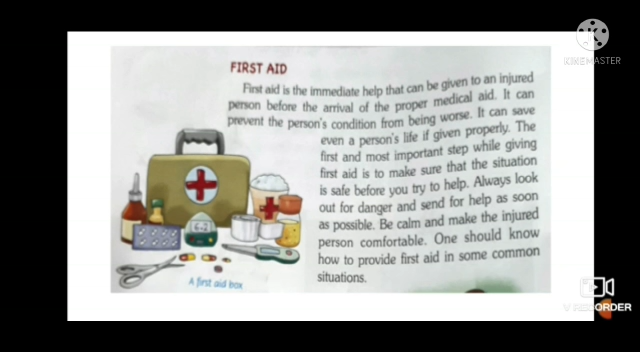 KINEMASTER
FIRST AID
First aid is the immediate help that can be given to an injured
person before the arrival of the proper medical aid. It can
prevent the person's condition from being worse. It can save
even a person's life if given properly. The
first and most important step while giving
first aid is to make sure that the situation
is safe before you try to help. Always look
out for danger and send for help as soon
as possible. Be calm and make the injured
person comfortable. One should know
how to provide first aid in some common
situations.
A first aid box